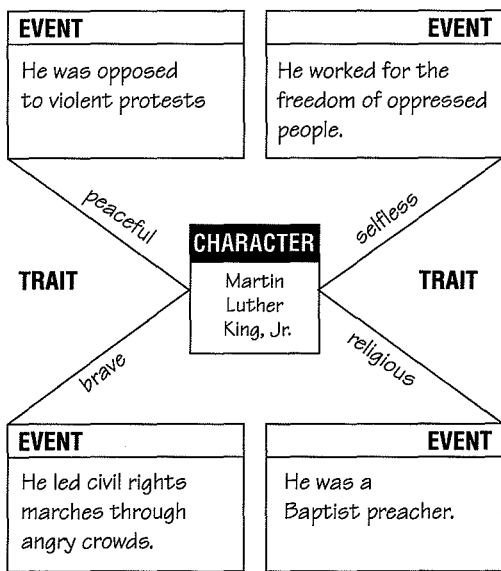 EVENT
He was opposed
to violent protests
EVENT
He worked for the
freedom of oppressed
people.
peaceful
selfless
TRAIT
CHARACTER
Martin
Luther
King, Jr.
TRAIT
brave
religious
EVENT
He led civil rights
marches through
angry crowds.
EVENT
He was a
Baptist preacher.